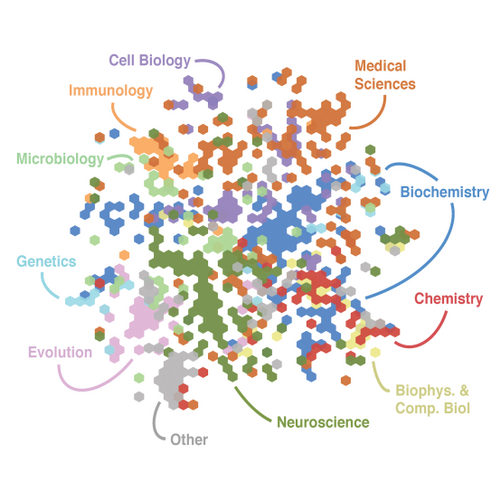 Cell Biology
Medical
Sciences
Immunology
Microbiology
Biochemistry
Genetics
Chemistry
Evolution
Biophys. &
Comp. Biol
Neuroscience
Other